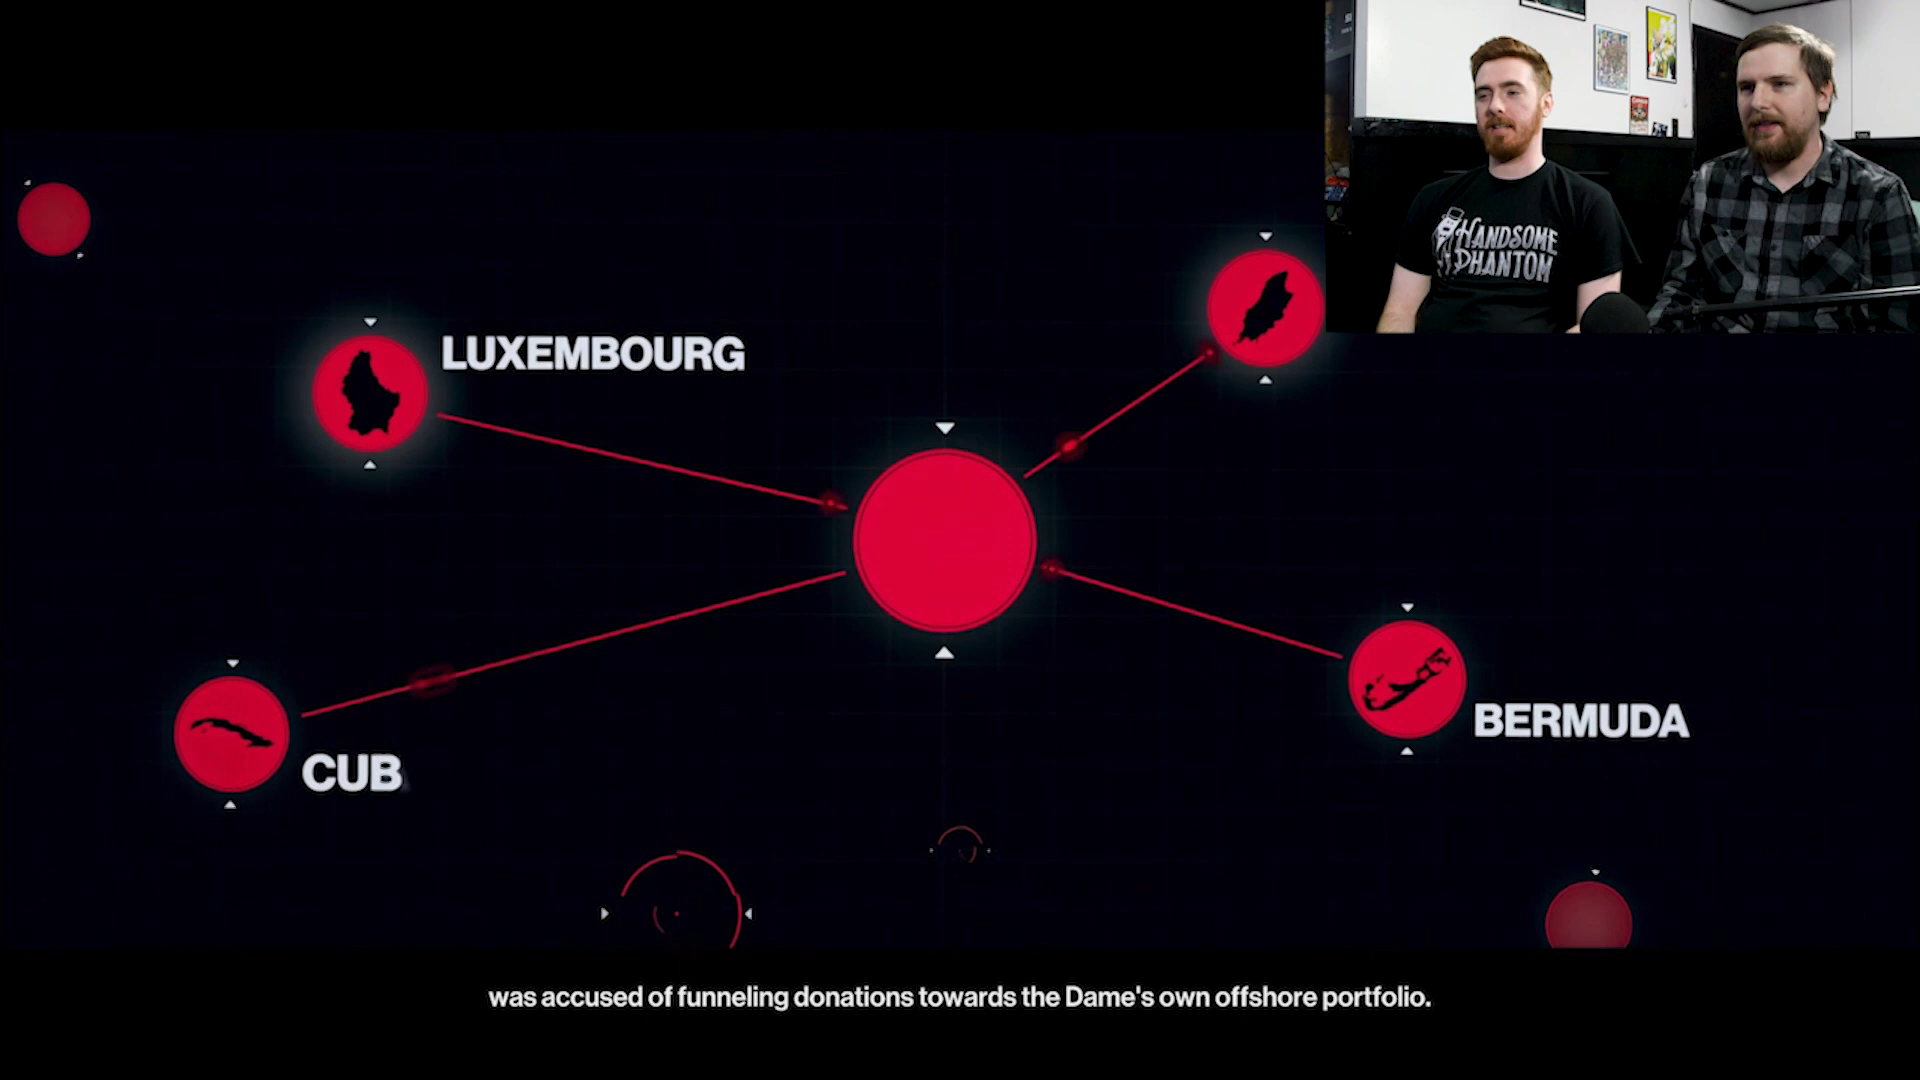 HANDSOME
PHANTOM
LUXEMBOURG
BERMUDA
CUB
was accused of funneling donations towards the Dame's own offshore portfolio.